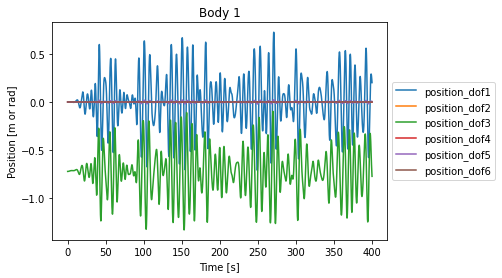 Body 1
Position [m or rad]
0.5
0.0
−0.5
−1.0
0 50 100 150 200 250 300 350 400
Time [s]
position_dof1
position_dof2
position_dof3
position_dof4
position_dof5
position_dof6